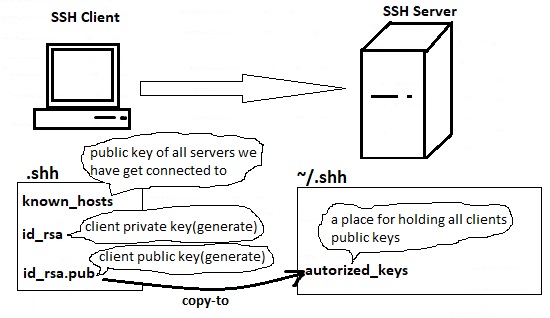 SSH Client
SSH Server
public key of all servers we
have get connected to
.shh
~/.shh
known_hosts
a place for holding all clients
public keys
client private key(generate)
id_rsa
client public key(generate)
id_rsa.pub
autorized_keys
copy-to